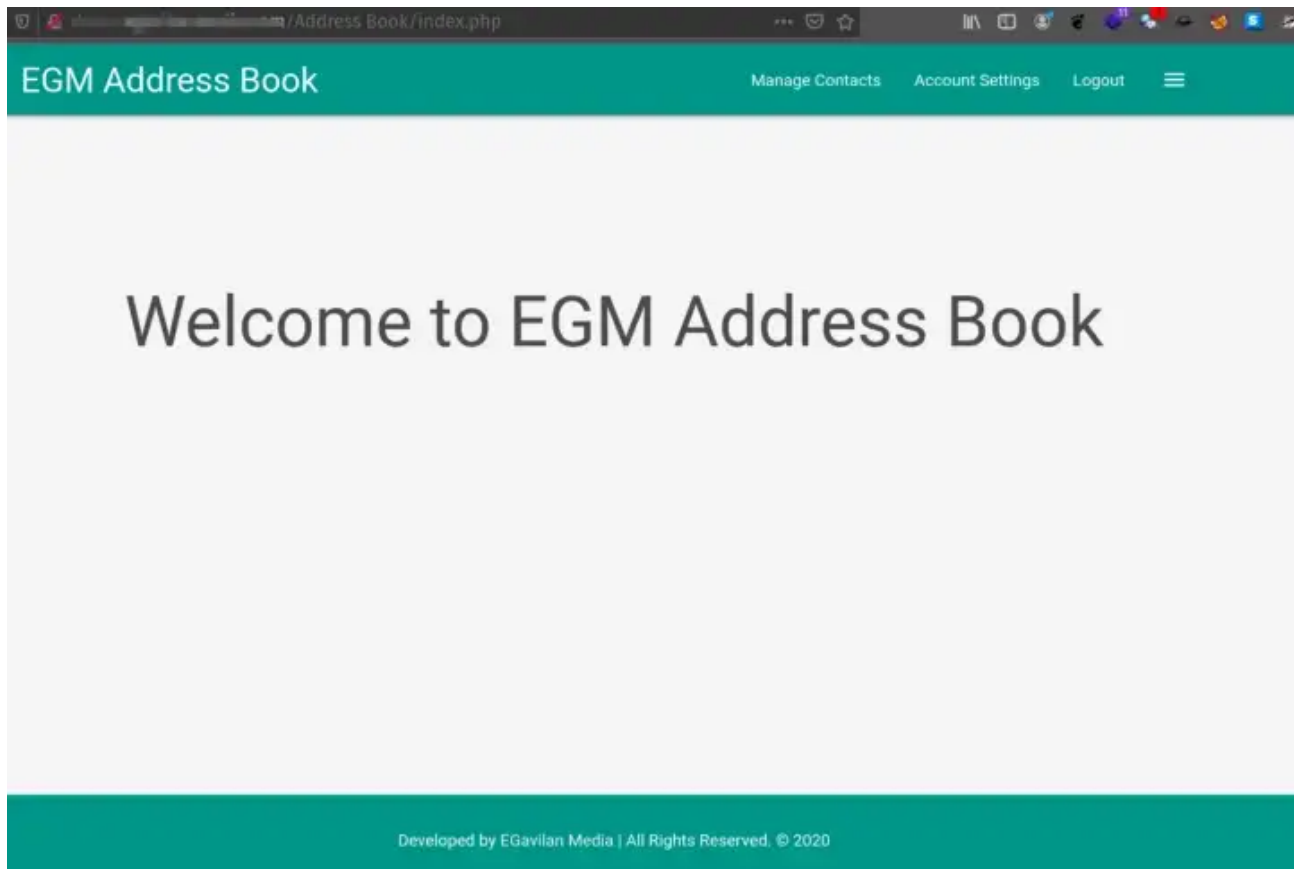 /Address Book/index.php
EGM Address Book
Manage Contacts Account Settings Logout
Welcome to EGM Address Book
Developed by EGavilan Media | All Rights Reserved. © 2020